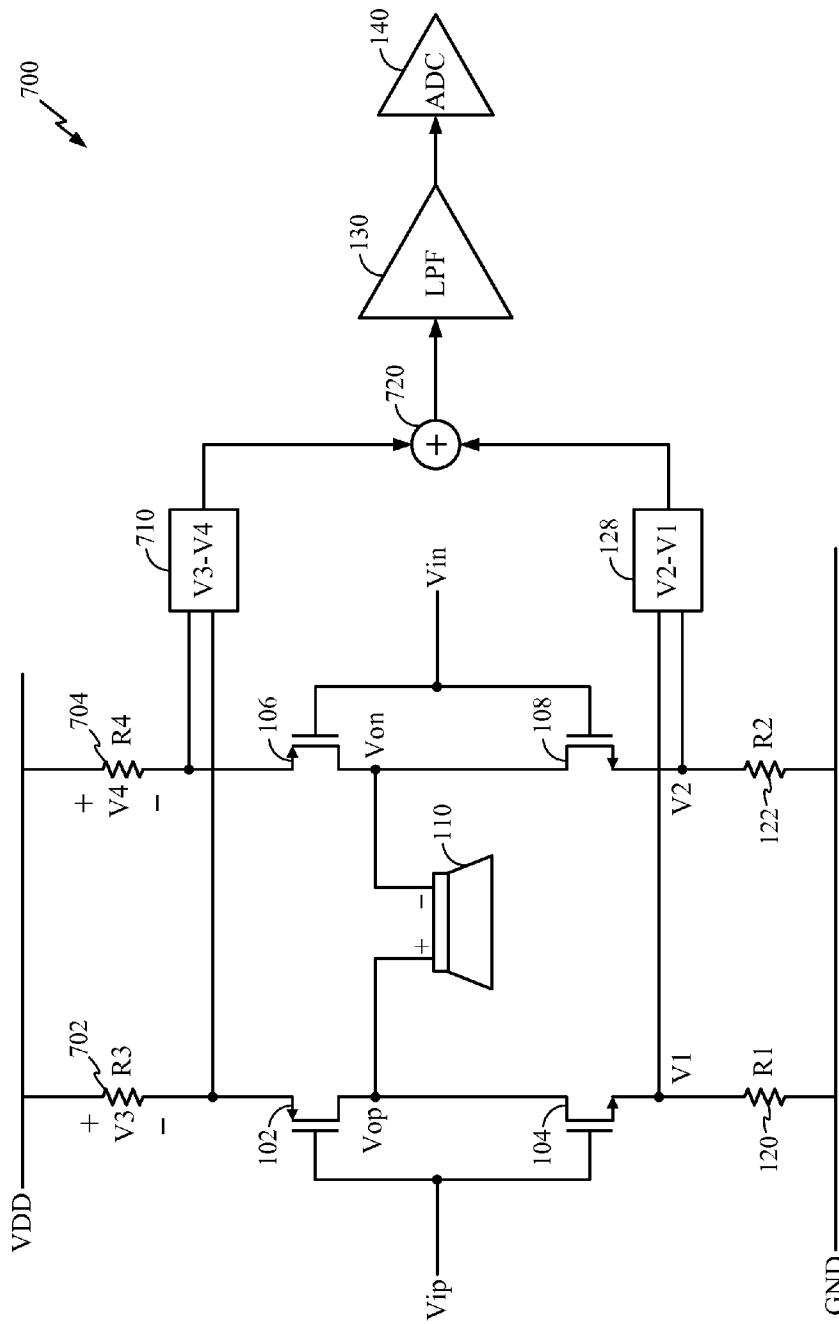 700
VDD
+
V3
−
702
R3
+
V4
−
704
R4
710
V3-V4
102
106
Vop
Von
Vip
Vin
+
−
110
720
+
130
LPF
140
ADC
104
108
V1
V2
128
V2-V1
120
R1
122
R2
GND